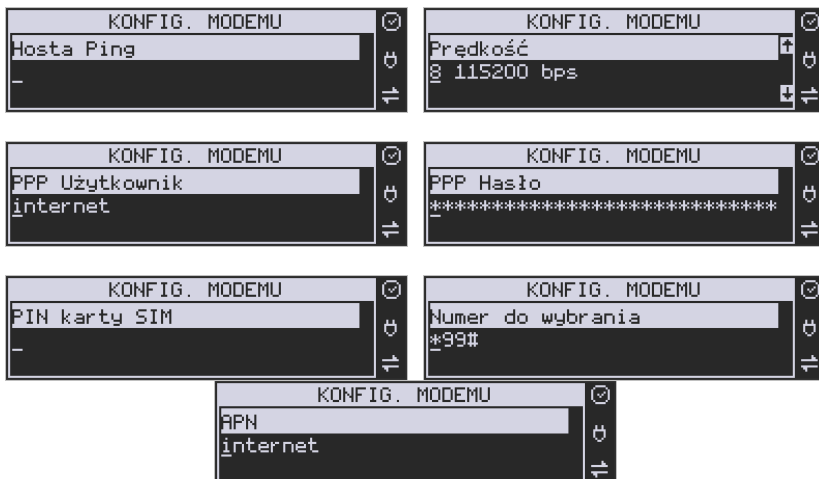 KONFIG. MODEMU
Hosta Ping
_
KONFIG. MODEMU
Prędkość
8 115200 bps
KONFIG. MODEMU
PPP Użytkownik
internet
KONFIG. MODEMU
PPP Hasło
****************************
KONFIG. MODEMU
PIN karty SIM
_
KONFIG. MODEMU
Numer do wybrania
*99#
KONFIG. MODEMU
APN
internet